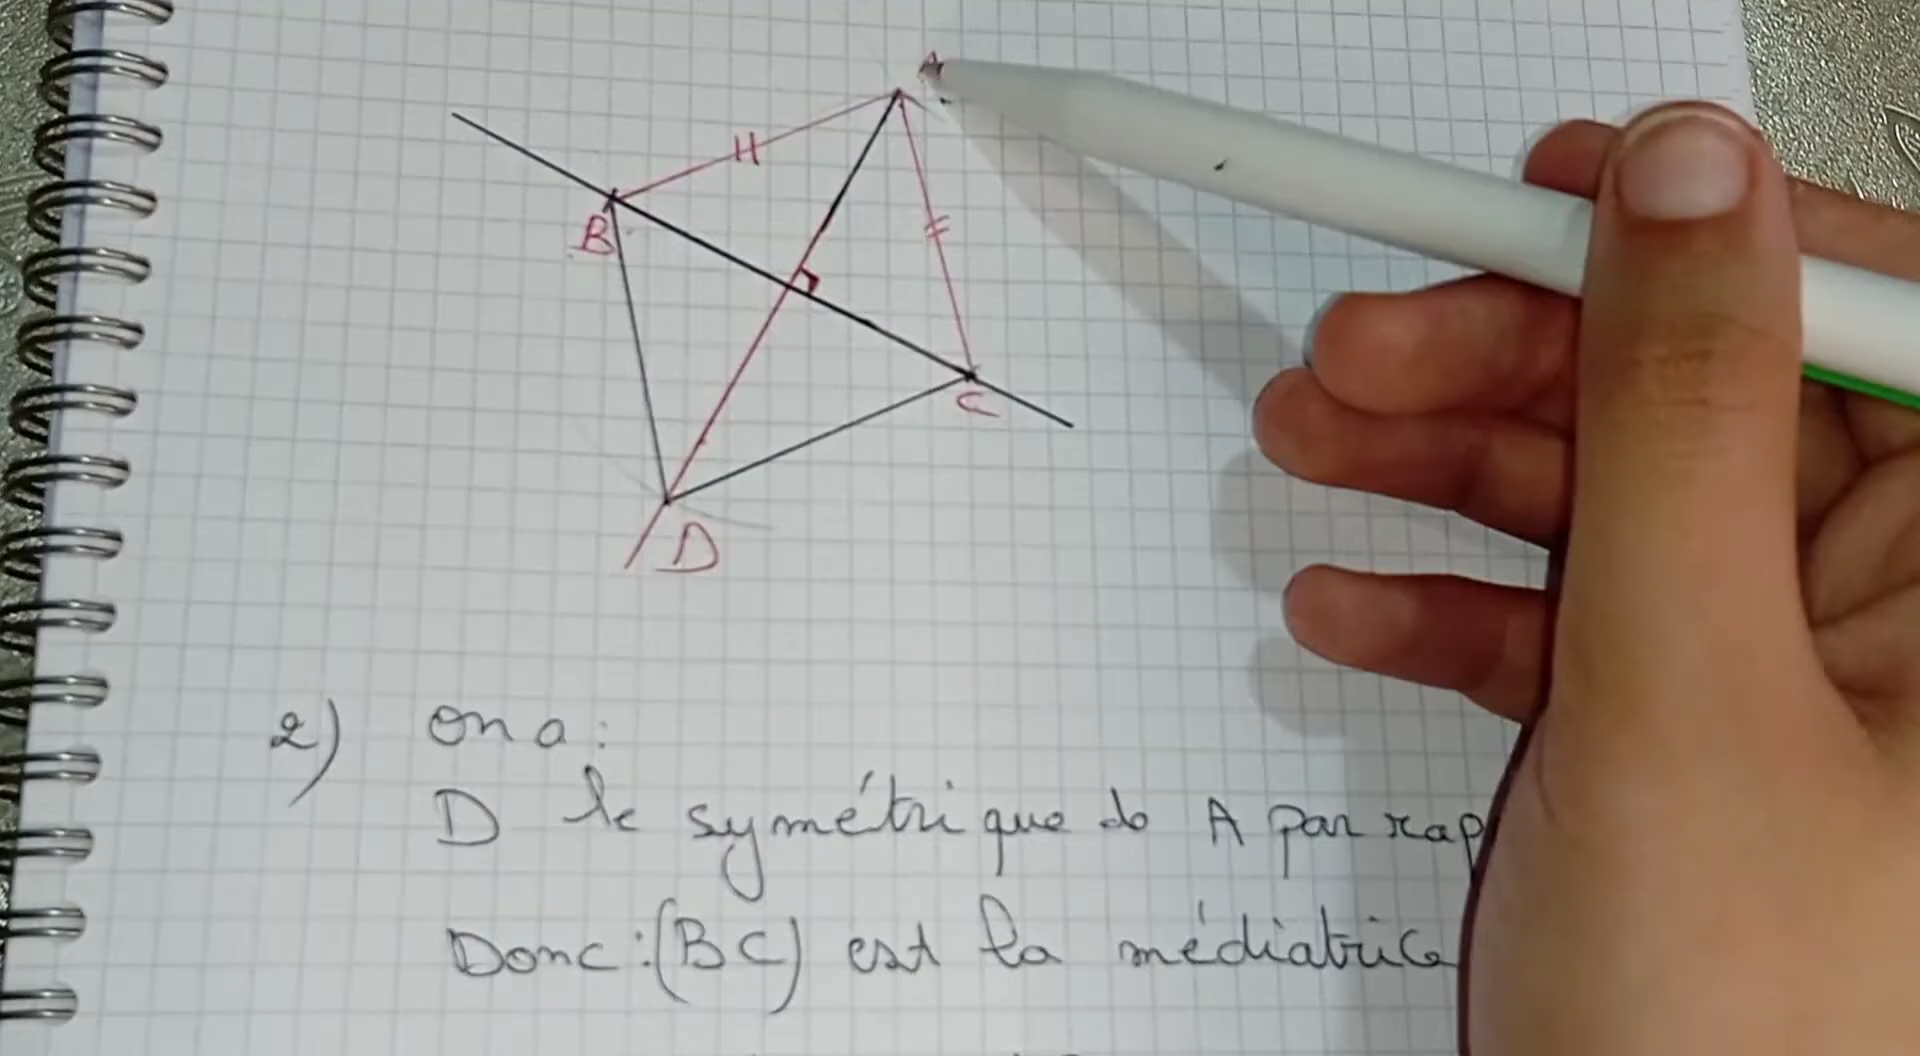 A
B
C
D
2) on a :
D le symétrique de A par rap
Donc : (BC) est la médiatrice